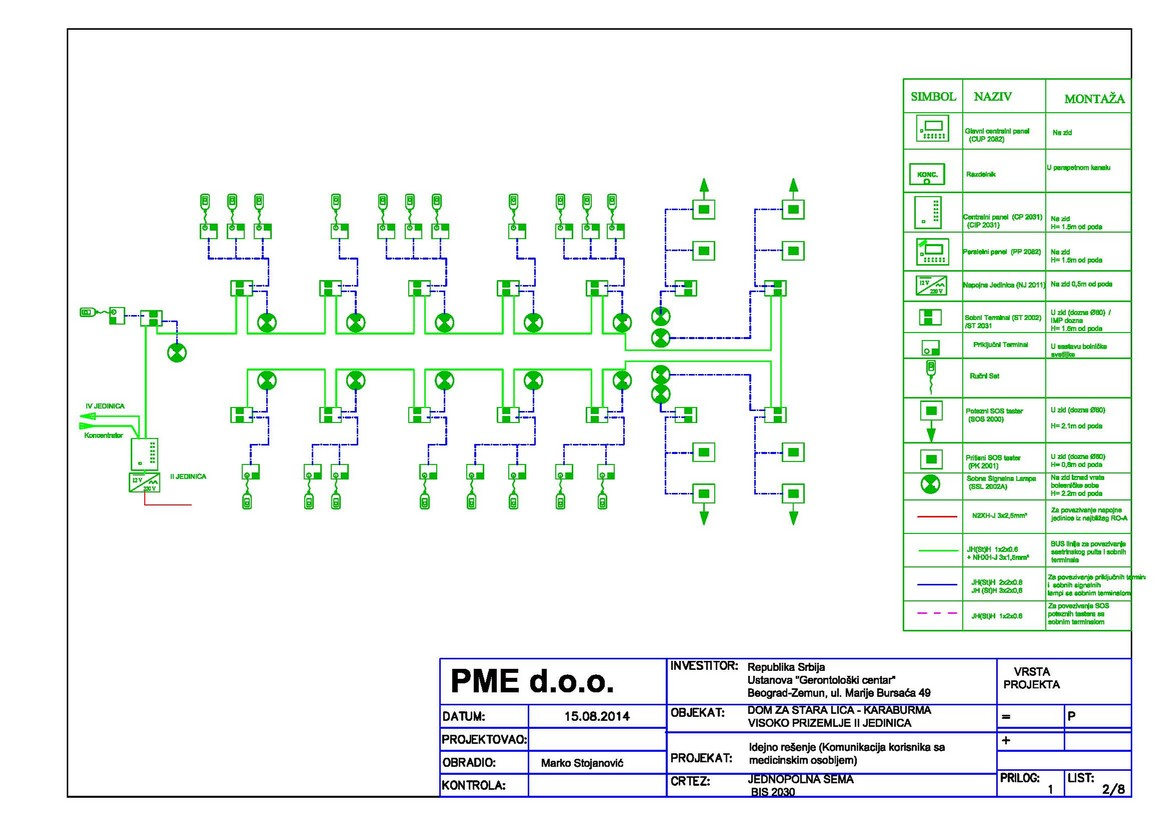 SIMBOL NAZIV MONTAŽA
Glavni centralni panel
(CUP 2082)
Na zid
KONC.
Razdelnik
U parapetnom kanalu
Centralni panel (CP 2031)
(CIP 2031)
Na zid
H= 1.5m od poda
Paralelni panel (PP 2082)
Na zid
H= 1.5m od poda
12 V
230 V
Napojna Jedinica (NJ 2011)
Na zid 0,5m od poda
Sobni Terminal (ST 2002)
/ST 2031
U zid (dozna Ø60) /
IMP dozna
H= 1.6m od poda
Priključni Terminal
U sastavu bolničke
svetiljke
Ručni Set
Potezni SOS taster
(SOS 2000)
U zid (dozna Ø60)
H= 2.1m od poda
Pritisni SOS taster
(PK 2001)
U zid (dozna Ø60)
H= 0,8m od poda
Sobna Signalna Lampa
(SSL 2002A)
Na zid iznad vrata
bolesničke sobe
H= 2.2m od poda
N2XH-J 3x2,5mm²
Za povezivanje napojne
jedinice iz najbližeg RO-A
JH(St)H 1x2x0.6
+ NHXH-J 3x1,5mm²
BUS linija za povezivanje
sestrinskog pulta i sobnih
terminala
JH(St)H 2x2x0.8
JH (St)H 3x2x0,8
Za povezivanje priključnih termin
i sobnih signalnih
lampi sa sobnim terminalom
JH(St)H 1x2x0.8
Za povezivanje SOS
poteznih tastera sa
sobnim terminalom
IV JEDINICA
Koncentrator
12 V
230 V
II JEDINICA
PME d.o.o.
DATUM: 15.08.2014
PROJEKTOVAO:
OBRADIO: Marko Stojanović
KONTROLA:
INVESTITOR: Republika Srbija
Ustanova "Gerontološki centar"
Beograd-Zemun, ul. Marije Bursaća 49
OBJEKAT: DOM ZA STARA LICA - KARABURMA
VISOKO PRIZEMLJE II JEDINICA
PROJEKAT: Idejno rešenje (Komunikacija korisnika sa
medicinskim osobljem)
CRTEZ: JEDNOPOLNA SEMA
BIS 2030
VRSTA
PROJEKTA
= P
+
PRILOG: 1
LIST: 2/8